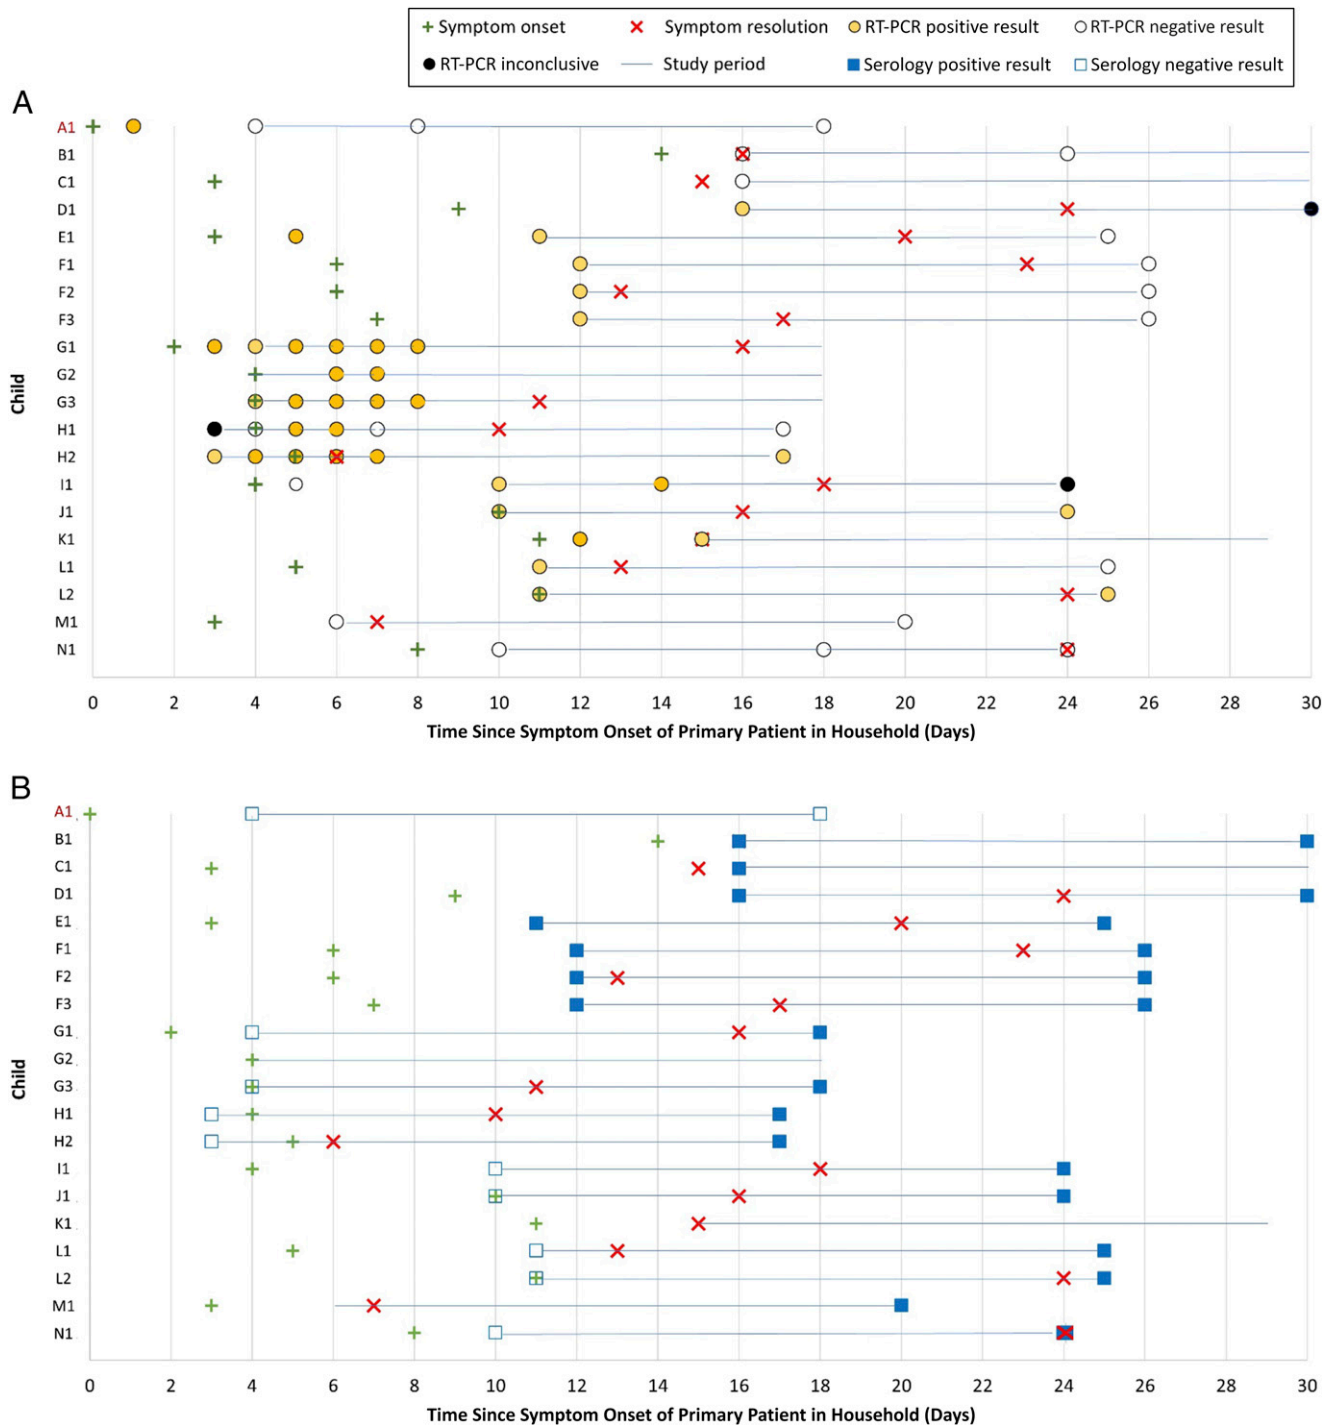 Symptom onset Symptom resolution RT-PCR positive result RT-PCR negative result
RT-PCR inconclusive Study period Serology positive result Serology negative result
A
A1
B1
C1
D1
E1
F1
F2
F3
G1
G2
G3
H1
H2
I1
J1
K1
L1
L2
M1
N1
Child
0 2 4 6 8 10 12 14 16 18 20 22 24 26 28 30
Time Since Symptom Onset of Primary Patient in Household (Days)
B
A1
B1
C1
D1
E1
F1
F2
F3
G1
G2
G3
H1
H2
I1
J1
K1
L1
L2
M1
N1
Child
0 2 4 6 8 10 12 14 16 18 20 22 24 26 28 30
Time Since Symptom Onset of Primary Patient in Household (Days)